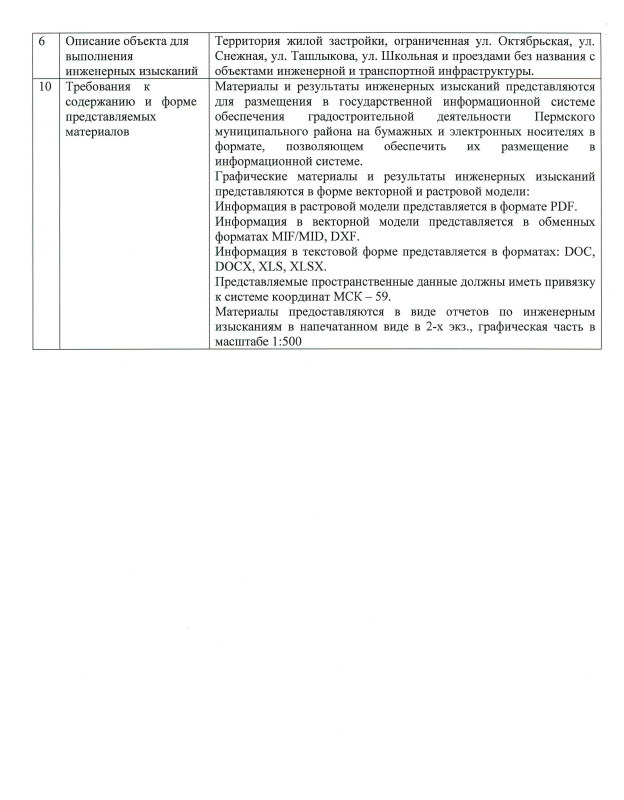 6 Описание объекта для Территория жилой застройки, ограниченная ул. Октябрьская, ул.
выполнения Снежная, ул. Ташлыкова, ул. Школьная и проездами без названия с
инженерных изысканий объектами инженерной и транспортной инфраструктуры.
10 Требования к Материалы и результаты инженерных изысканий представляются
содержанию и форме для размещения в государственной информационной системе
представляемых обеспечения градостроительной деятельности Пермского
материалов муниципального района на бумажных и электронных носителях в
формате, позволяющем обеспечить их размещение в
информационной системе.
Графические материалы и результаты инженерных изысканий
представляются в форме векторной и растровой модели:
Информация в растровой модели представляется в формате PDF.
Информация в векторной модели представляется в обменных
форматах MIF/MID, DXF.
Информация в текстовой форме представляется в форматах: DOC,
DOCX, XLS, XLSX.
Представляемые пространственные данные должны иметь привязку
к системе координат МСК – 59.
Материалы предоставляются в виде отчетов по инженерным
изысканиям в напечатанном виде в 2-х экз., графическая часть в
масштабе 1:500